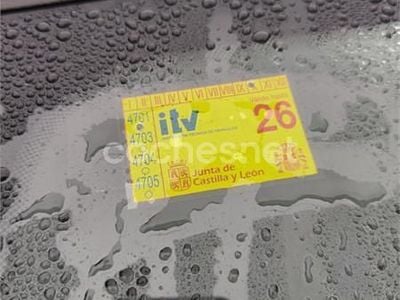 I II III IV V VI VII VIII IX XI
4701
4703
4704
4705
itv
26
Junta de
Castilla y León
coches.net